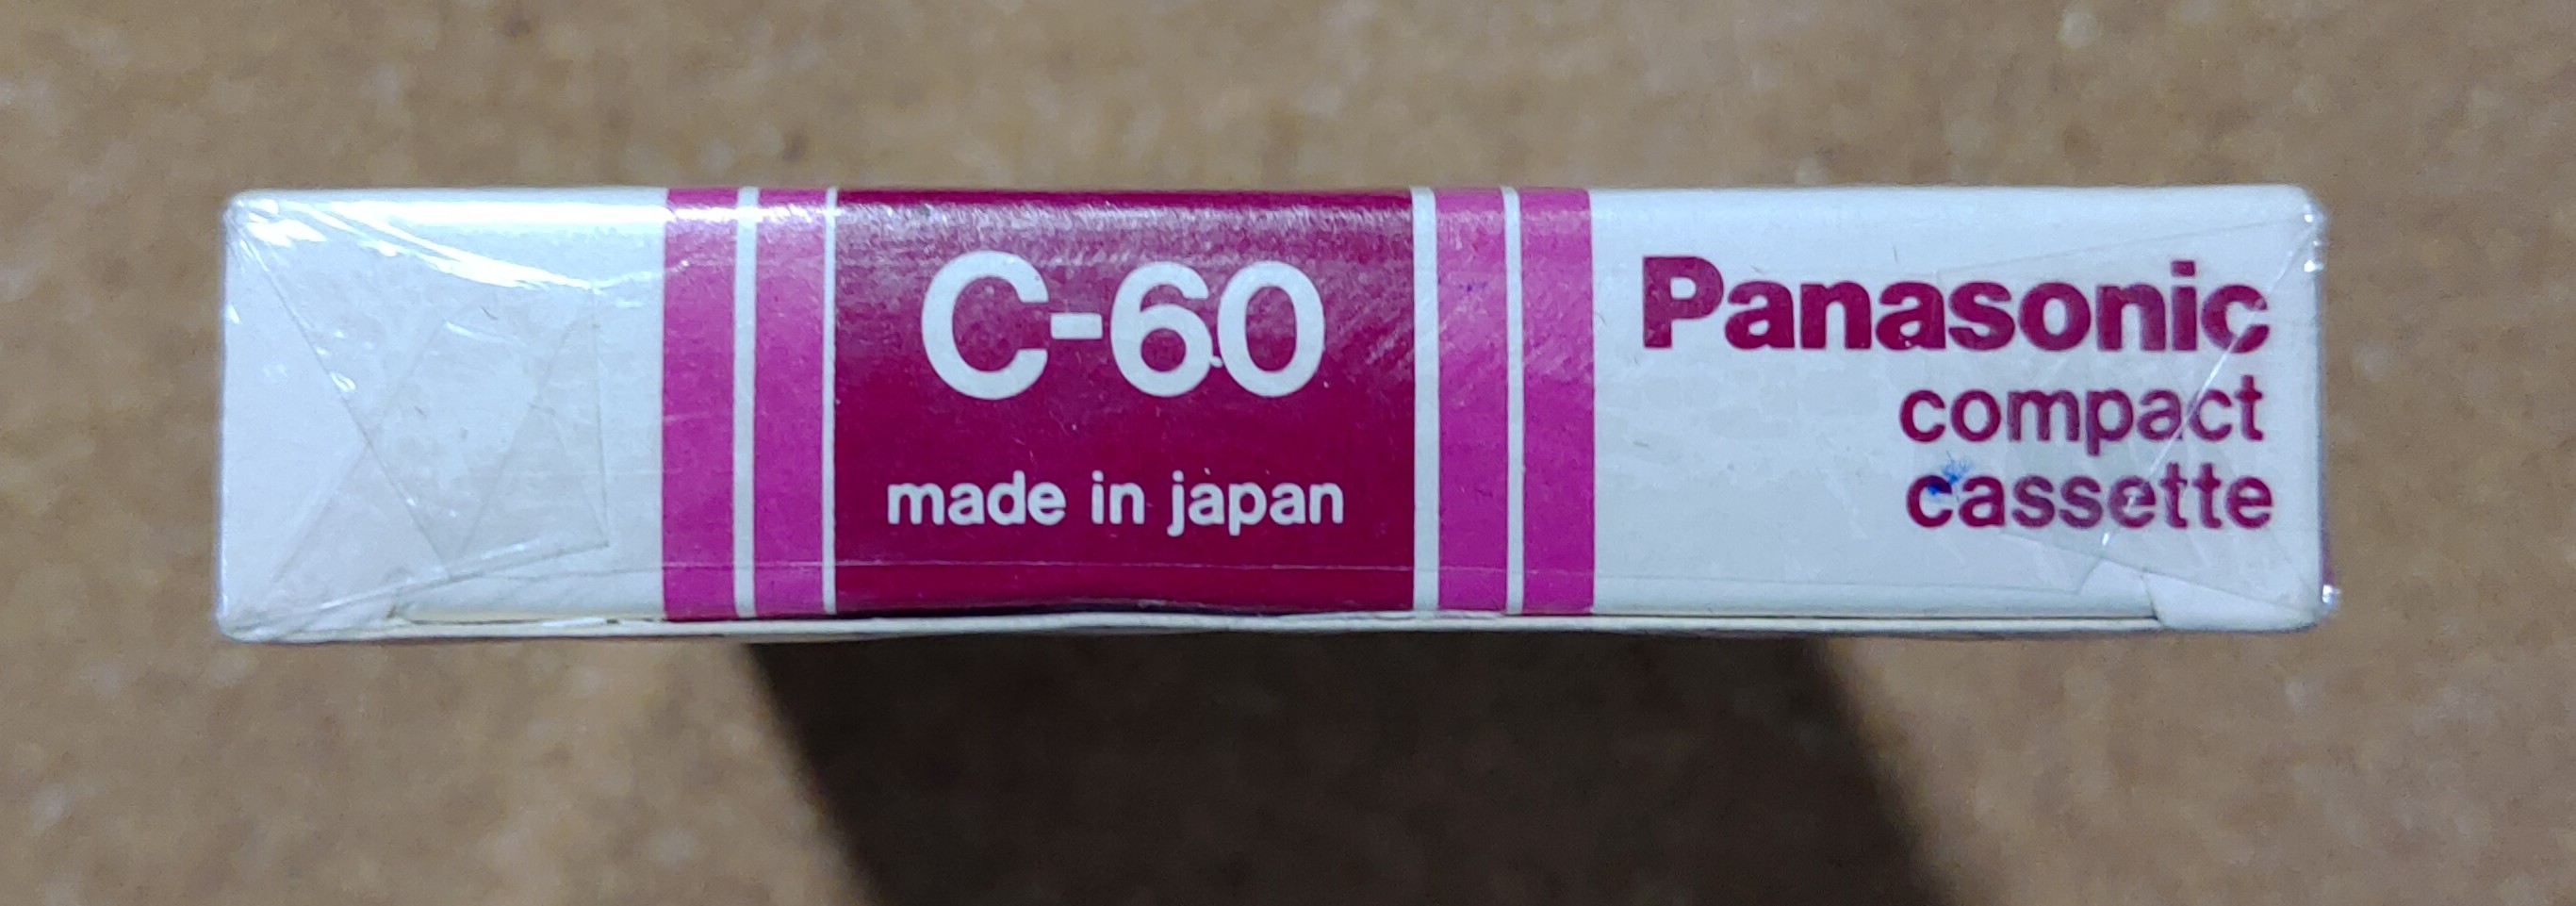 C-60
made in japan
Panasonic
compact
cassette